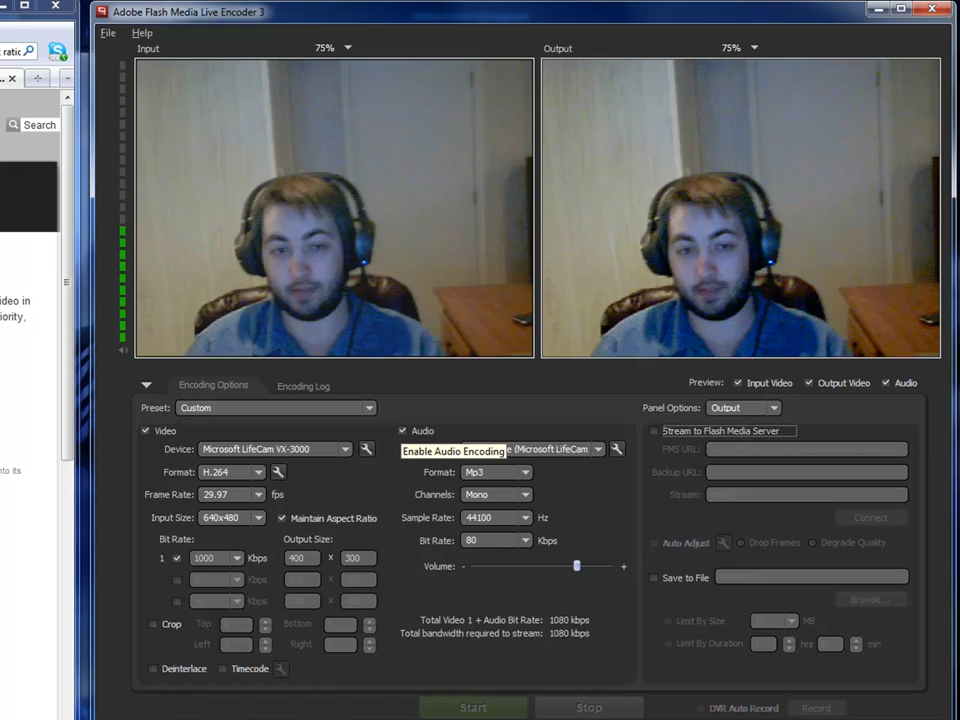 Adobe Flash Media Live Encoder 3
File Help
Input 75% Output 75%
ratic
Search
ideo in
iority,
nts to its
Encoding Options Encoding Log
Preview: Input Video Output Video Audio
Preset: Custom
Panel Options: Output
Video
Device: Microsoft LifeCam VX-3000
Format: H.264
Frame Rate: 29.97 fps
Input Size: 640x480 Maintain Aspect Ratio
Bit Rate: Output Size:
1 1000 Kbps 400 x 300
Kbps x
Kbps x
Crop Top Bottom
Left Right
Deinterlace Timecode
Audio
Enable Audio Encoding e (Microsoft LifeCam
Format: Mp3
Channels: Mono
Sample Rate: 44100 Hz
Bit Rate: 80 Kbps
Volume: - +
Total Video 1 + Audio Bit Rate: 1080 kbps
Total bandwidth required to stream: 1080 kbps
Stream to Flash Media Server
FMS URL:
Backup URL:
Stream:
Connect
Auto Adjust Drop Frames Degrade Quality
Save to File
Browse...
Limit By Size MB
Limit By Duration hrs min
Start Stop DVR Auto Record Record